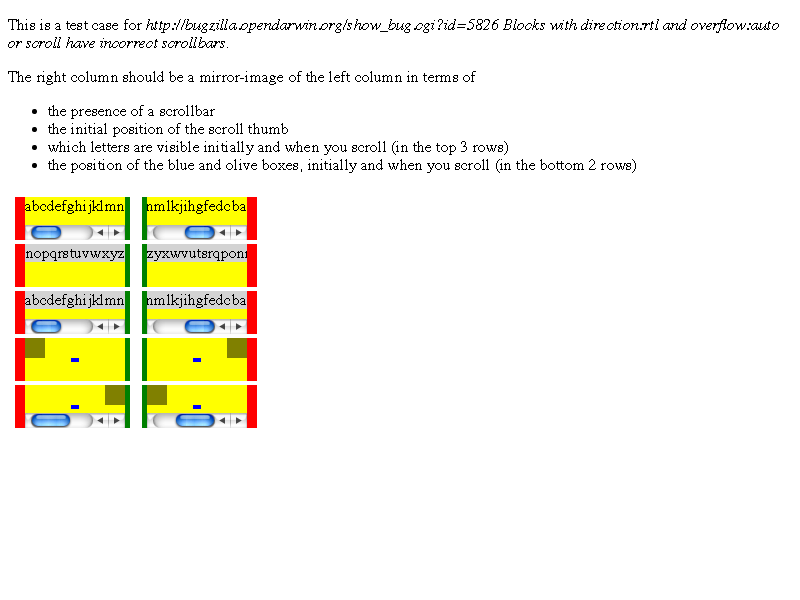 This is a test case for http://bugzilla.opendarwin.org/show_bug.cgi?id=5826 Blocks with direction:rtl and overflow:auto
or scroll have incorrect scrollbars.
The right column should be a mirror-image of the left column in terms of
the presence of a scrollbar
the initial position of the scroll thumb
which letters are visible initially and when you scroll (in the top 3 rows)
the position of the blue and olive boxes, initially and when you scroll (in the bottom 2 rows)
abcdefghijklmn nmlkjihgfedcba
nopqrstuvwxyz zyxwvutsrqpon
abcdefghijklmn nmlkjihgfedcba